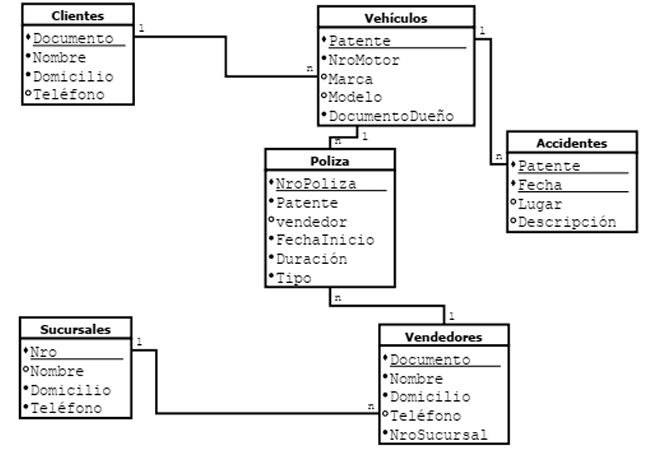 Clientes
Documento
Nombre
Domicilio
Teléfono
1
n
Vehículos
Patente
NroMotor
Marca
Modelo
DocumentoDueño
1
n
1
n
Accidentes
Patente
Fecha
Lugar
Descripción
Poliza
NroPoliza
Patente
vendedor
FechaInicio
Duración
Tipo
n
1
Sucursales
Nro
Nombre
Domicilio
Teléfono
1
n
Vendedores
Documento
Nombre
Domicilio
Teléfono
NroSucursal